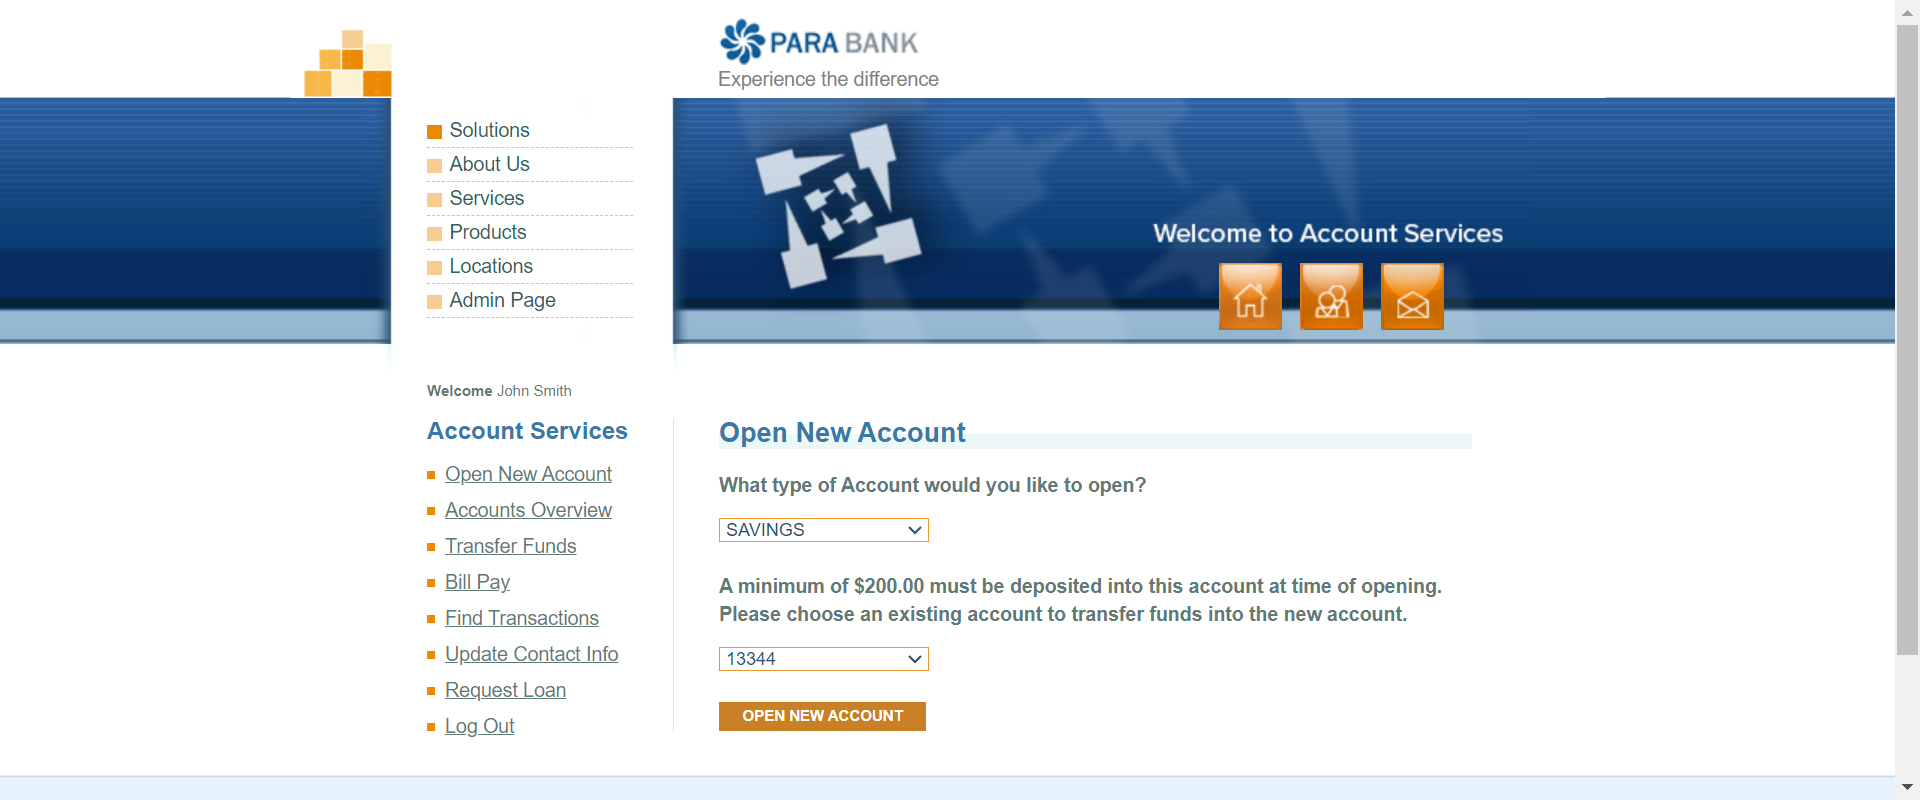 PARA BANK
Experience the difference
Solutions
About Us
Services
Products
Locations
Admin Page
Welcome to Account Services
Welcome John Smith
Account Services
Open New Account
Accounts Overview
Transfer Funds
Bill Pay
Find Transactions
Update Contact Info
Request Loan
Log Out
Open New Account
What type of Account would you like to open?
SAVINGS
A minimum of $200.00 must be deposited into this account at time of opening.
Please choose an existing account to transfer funds into the new account.
13344
OPEN NEW ACCOUNT